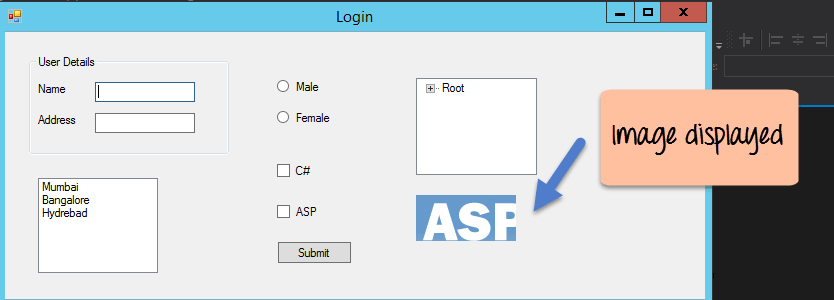 Login
User Details
Name
Address
Mumbai
Bangalore
Hydrebad
Male
Female
C#
ASP
Submit
Root
ASP
Image displayed